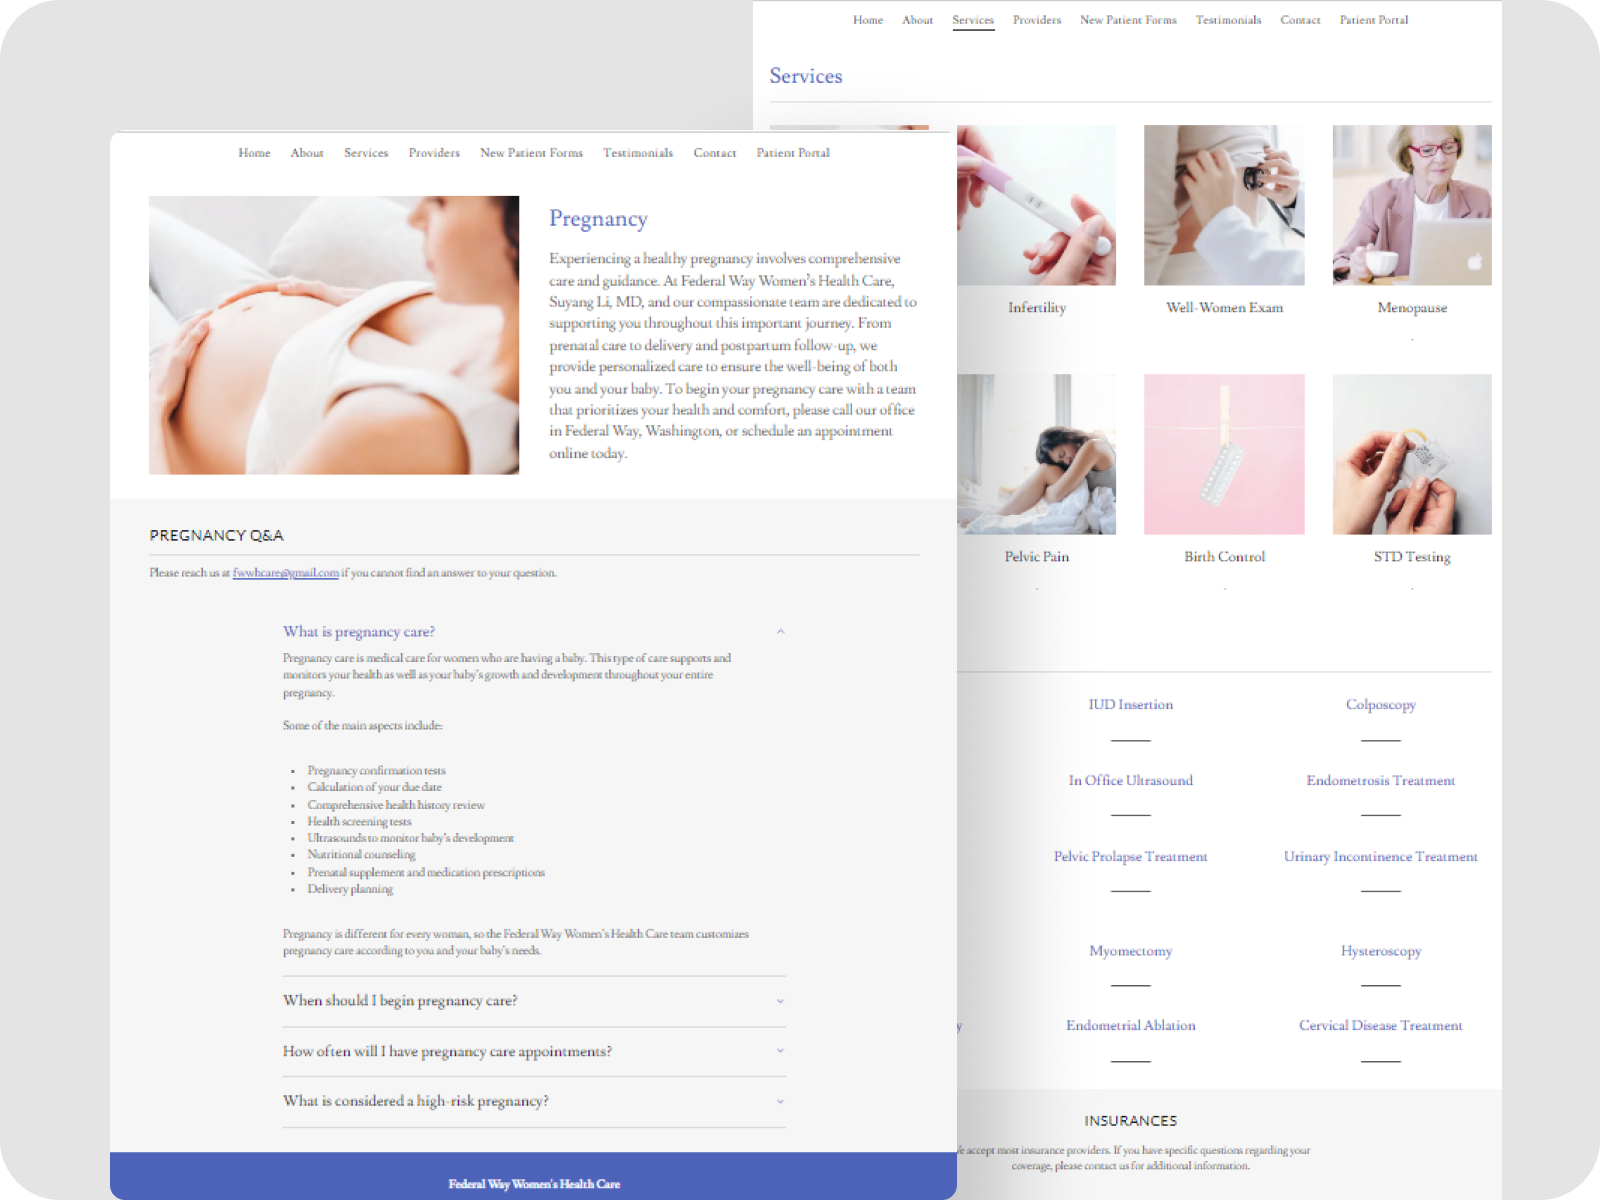 Home About Services Providers New Patient Forms Testimonials Contact Patient Portal
Services
Infertility
Well-Women Exam
Menopause
Pelvic Pain
Birth Control
STD Testing
IUD Insertion
Colposcopy
In Office Ultrasound
Endometrosis Treatment
Pelvic Prolapse Treatment
Urinary Incontinence Treatment
Myomectomy
Hysteroscopy
Endometrial Ablation
Cervical Disease Treatment
INSURANCES
accept most insurance providers. If you have specific questions regarding your
coverage, please contact us for additional information.
Home About Services Providers New Patient Forms Testimonials Contact Patient Portal
Pregnancy
Experiencing a healthy pregnancy involves comprehensive
care and guidance. At Federal Way Women's Health Care,
Suyang Li, MD, and our compassionate team are dedicated to
supporting you throughout this important journey. From
prenatal care to delivery and postpartum follow-up, we
provide personalized care to ensure the well-being of both
you and your baby. To begin your pregnancy care with a team
that prioritizes your health and comfort, please call our office
in Federal Way, Washington, or schedule an appointment
online today.
PREGNANCY Q&A
Please reach us at fwwhcare@gmail.com if you cannot find an answer to your question.
What is pregnancy care?
Pregnancy care is medical care for women who are having a baby. This type of care supports and
monitors your health as well as your baby's growth and development throughout your entire
pregnancy.
Some of the main aspects include:
Pregnancy confirmation tests
Calculation of your due date
Comprehensive health history review
Health screening tests
Ultrasounds to monitor baby's development
Nutritional counseling
Prenatal supplement and medication prescriptions
Delivery planning
Pregnancy is different for every woman, so the Federal Way Women's Health Care team customizes
pregnancy care according to you and your baby's needs.
When should I begin pregnancy care?
How often will I have pregnancy care appointments?
What is considered a high-risk pregnancy?
Federal Way Women's Health Care